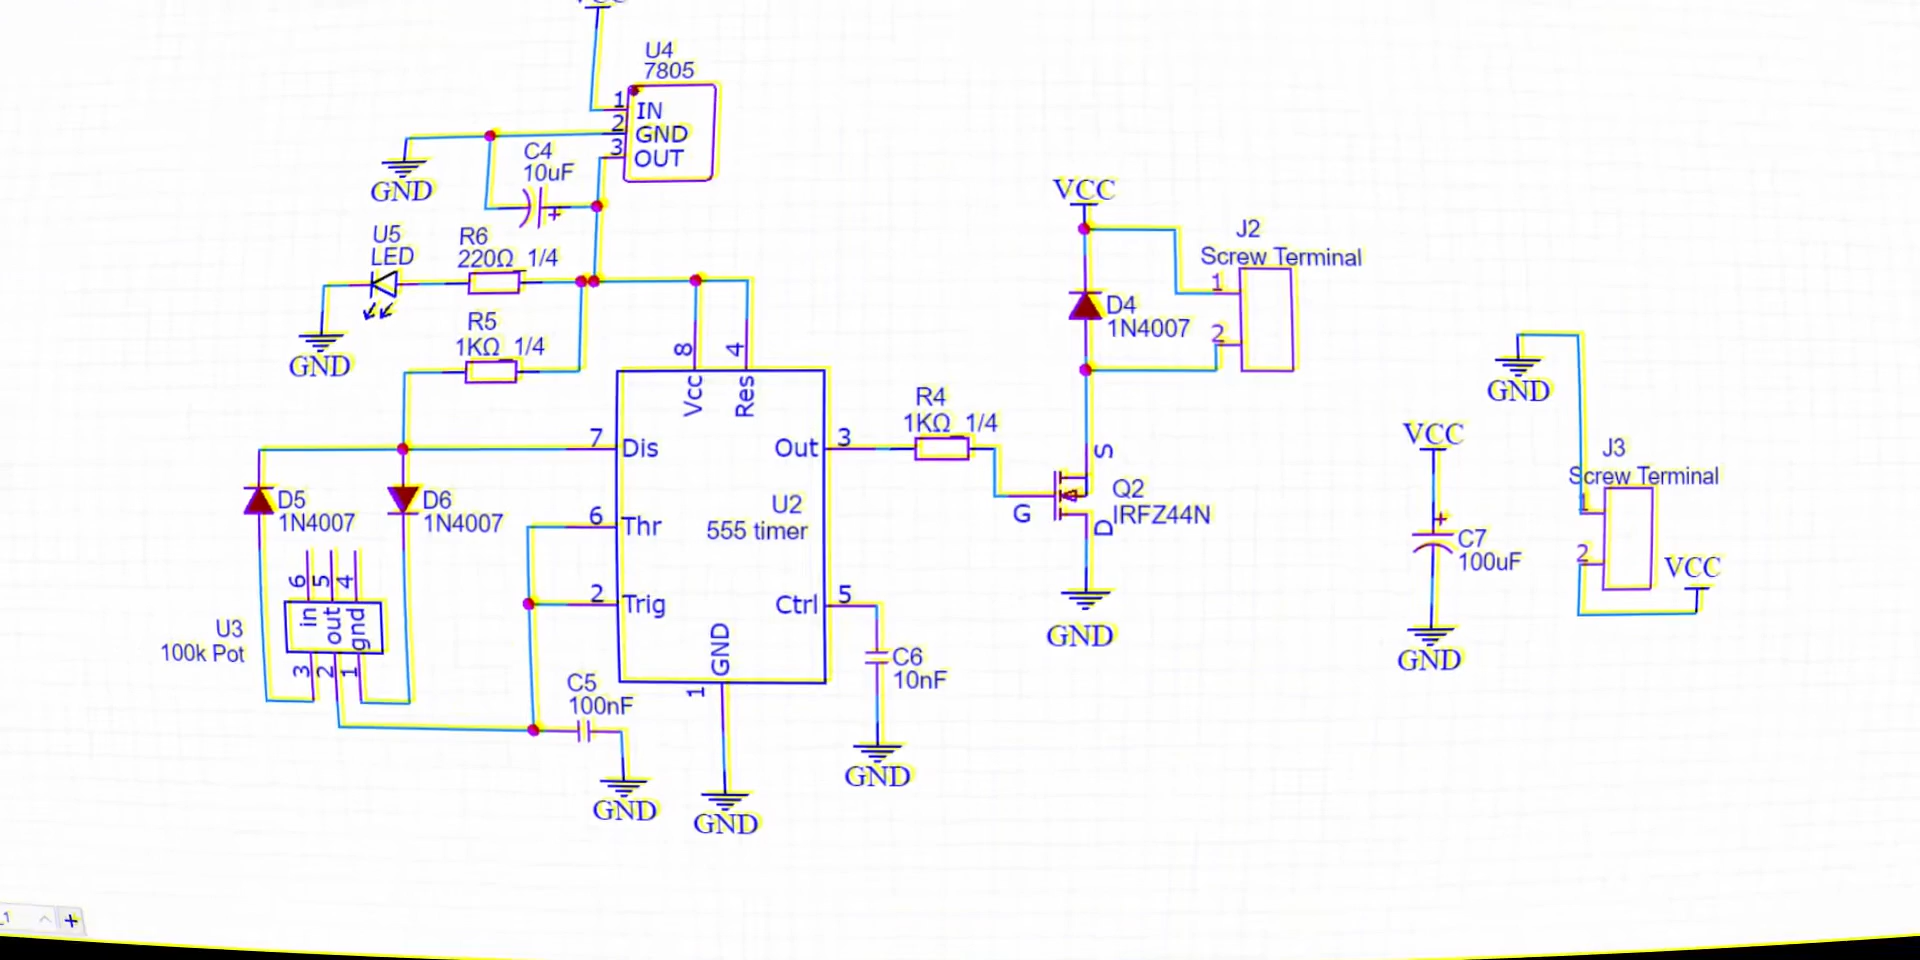 U4
7805
1
IN
2
GND
3
OUT
C4
10uF
+
GND
U5
LED
R6
220Ω 1/4
GND
R5
1KΩ 1/4
8
4
Vcc
Res
7
Dis
Out
3
6
Thr
2
Trig
Ctrl
5
GND
1
U2
555 timer
D5
1N4007
D6
1N4007
6
5
4
in
out
gnd
3
2
1
U3
100k Pot
C5
100nF
GND
GND
C6
10nF
GND
R4
1KΩ 1/4
VCC
D4
1N4007
J2
Screw Terminal
1
2
S
G
D
Q2
IRFZ44N
GND
VCC
+
C7
100uF
GND
GND
J3
Screw Terminal
1
2
VCC
+